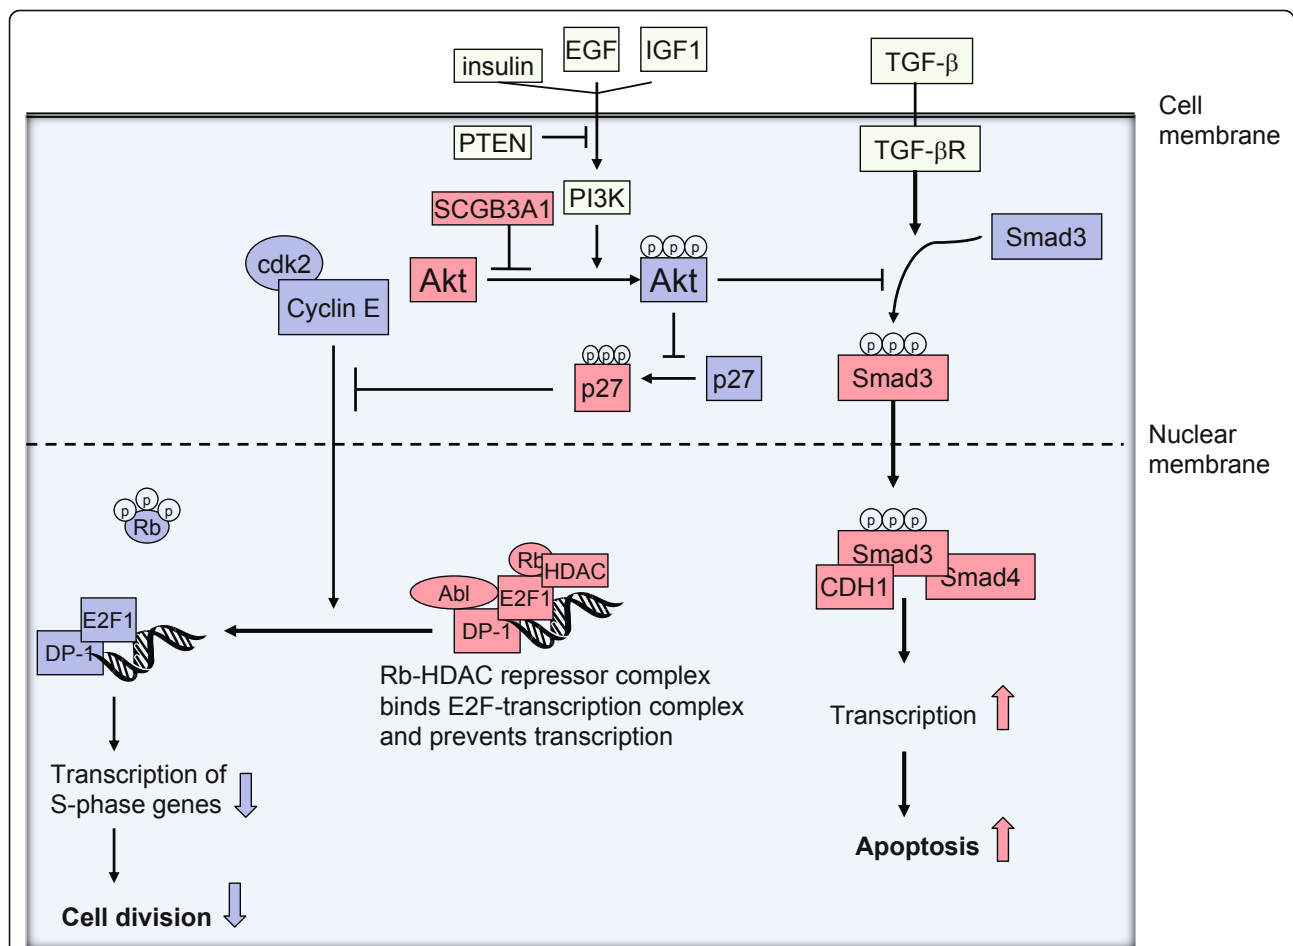 insulin
EGF
IGF1
TGF-β
Cell
membrane
PTEN
TGF-βR
SCGB3A1
PI3K
Smad3
cdk2
Cyclin E
Akt
p p p
Akt
p p p
p27
p27
p p p
Smad3
Nuclear
membrane
p p p
Rb
p p p
Smad3
CDH1
Smad4
Rb
HDAC
Abl
E2F1
DP-1
E2F1
DP-1
Rb-HDAC repressor complex
binds E2F-transcription complex
and prevents transcription
Transcription
Transcription of
S-phase genes
Apoptosis
Cell division